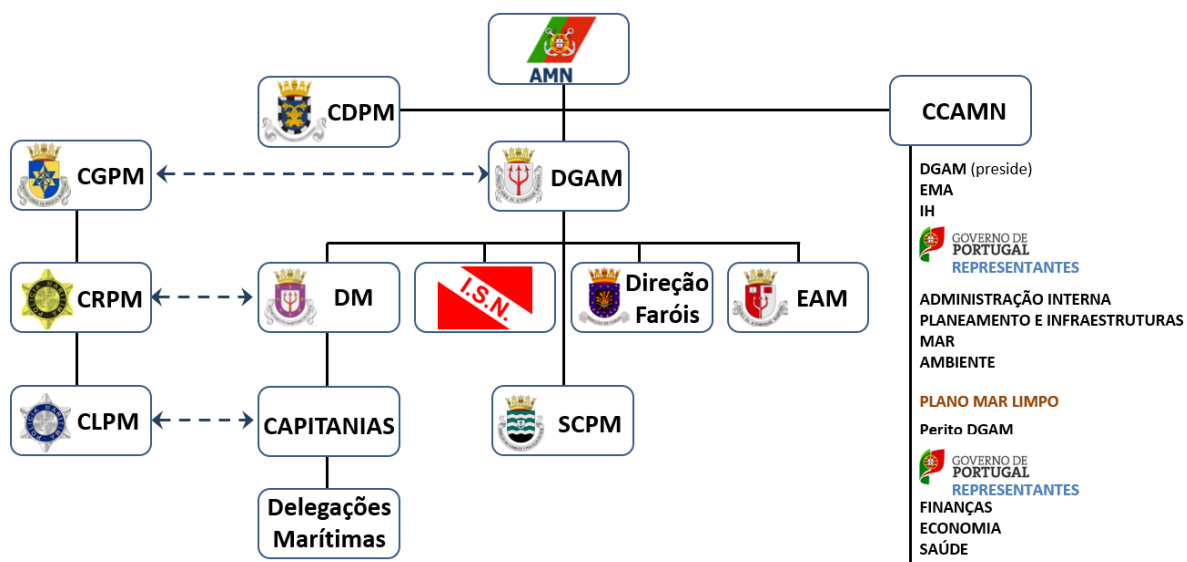 AMN
CDPM
CCAMN
CGPM
DGAM
DGAM (preside)
EMA
IH
GOVERNO DE
PORTUGAL
REPRESENTANTES
CRPM
DM
I.S.N.
Direção
Faróis
EAM
ADMINISTRAÇÃO INTERNA
PLANEAMENTO E INFRAESTRUTURAS
MAR
AMBIENTE
CLPM
CAPITANIAS
SCPM
PLANO MAR LIMPO
Perito DGAM
GOVERNO DE
PORTUGAL
REPRESENTANTES
FINANÇAS
ECONOMIA
SAÚDE
Delegações
Marítimas